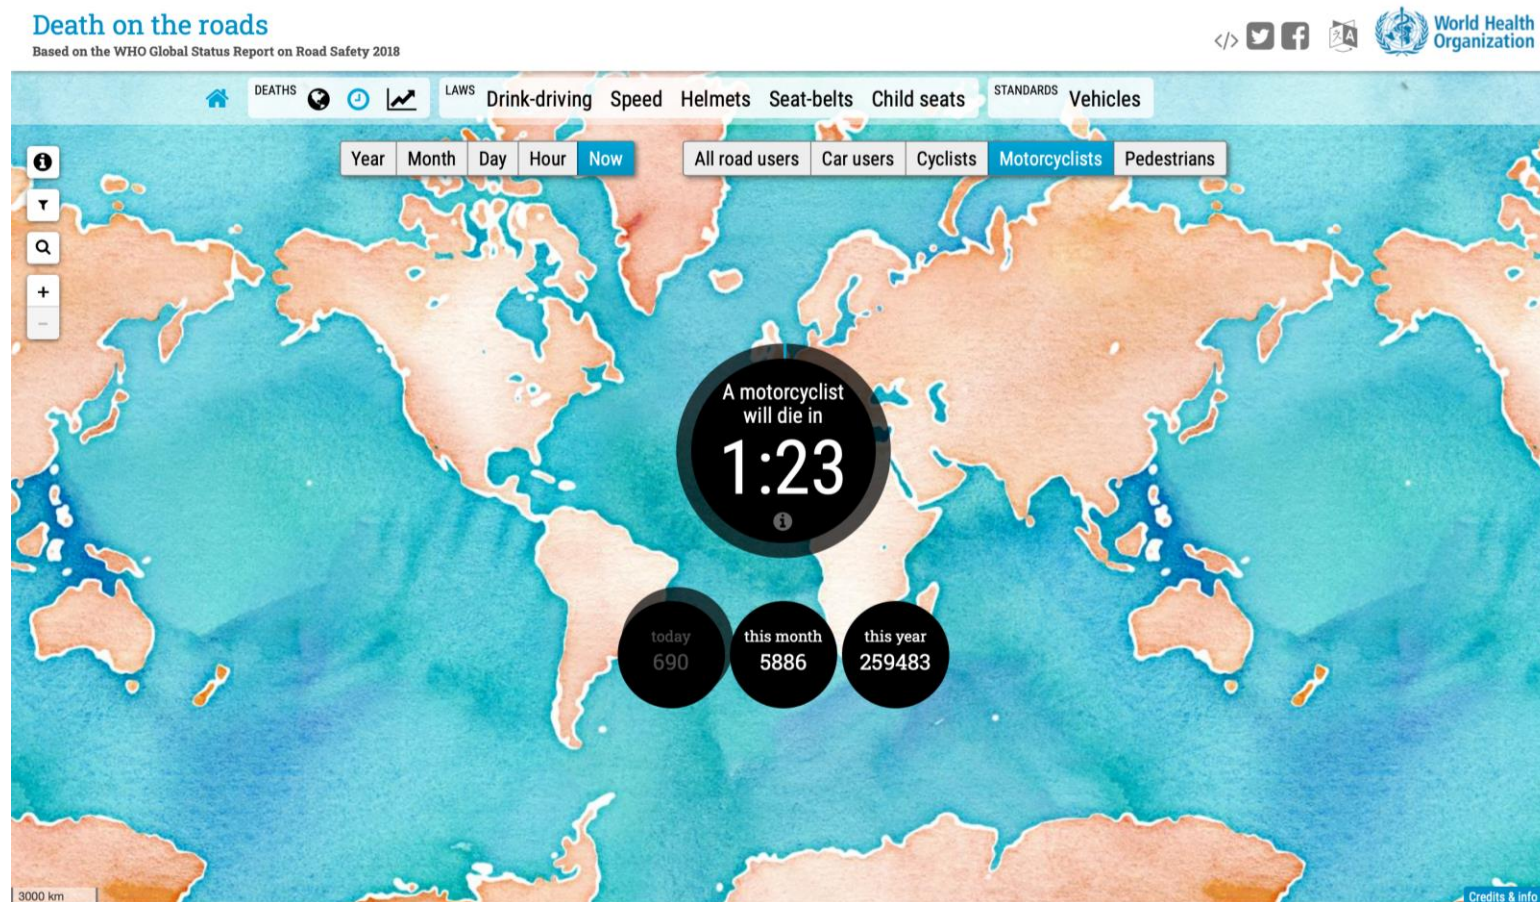 Death on the roads
Based on the WHO Global Status Report on Road Safety 2018
World Health
Organization
DEATHS
LAWS Drink-driving Speed Helmets Seat-belts Child seats
STANDARDS Vehicles
Year Month Day Hour Now
All road users Car users Cyclists Motorcyclists Pedestrians
A motorcyclist
will die in
1:23
today
690
this month
5886
this year
259483
3000 km
Credits & info